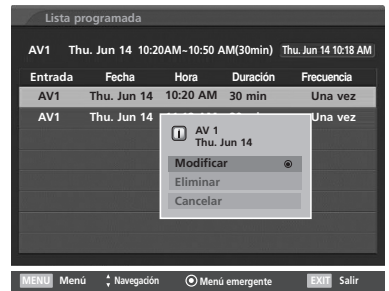 Lista programada
AV1 Thu. Jun 14 10:20AM~10:50 AM(30min) Thu. Jun 14 10:18 AM
Entrada Fecha Hora Duración Frecuencia
AV1 Thu. Jun 14 10:20 AM 30 min Una vez
AV1 Thu. Jun 14 Una vez
AV 1
Thu. Jun 14
Modificar
Eliminar
Cancelar
MENU Menú Navegación Menú emergente EXIT Salir